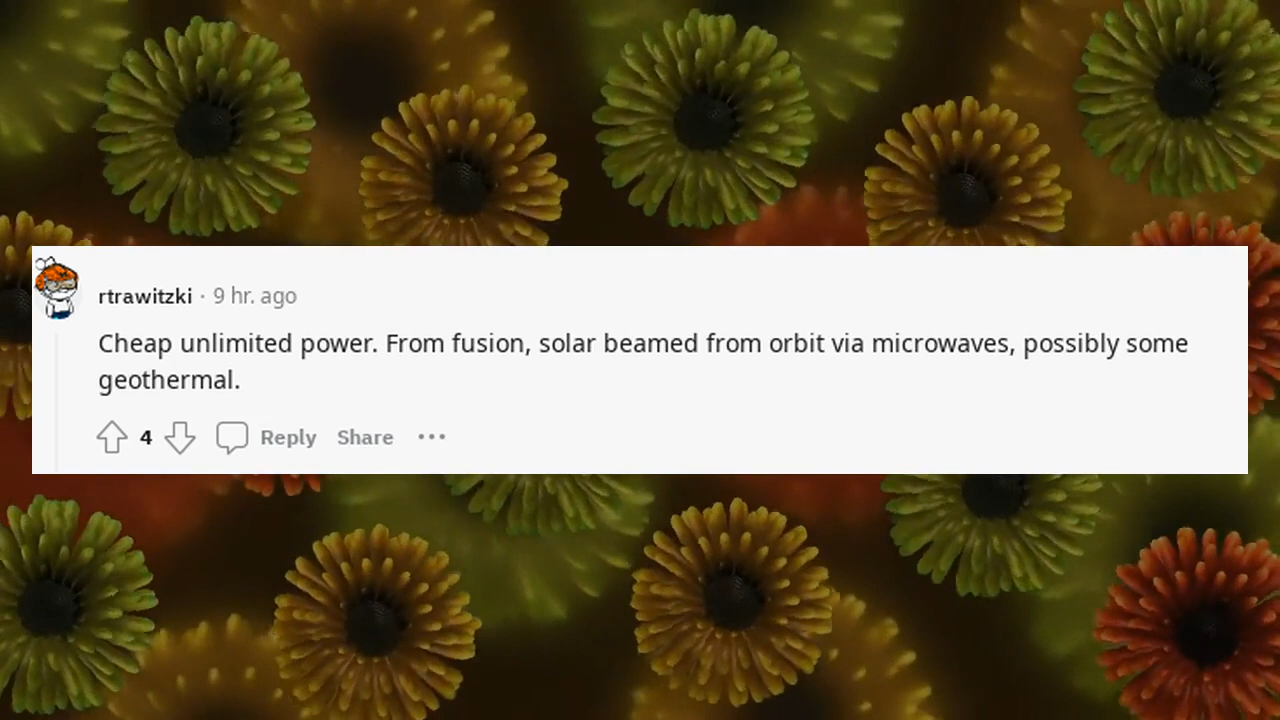 rtrawitzki · 9 hr. ago
Cheap unlimited power. From fusion, solar beamed from orbit via microwaves, possibly some
geothermal.
4 Reply Share ···